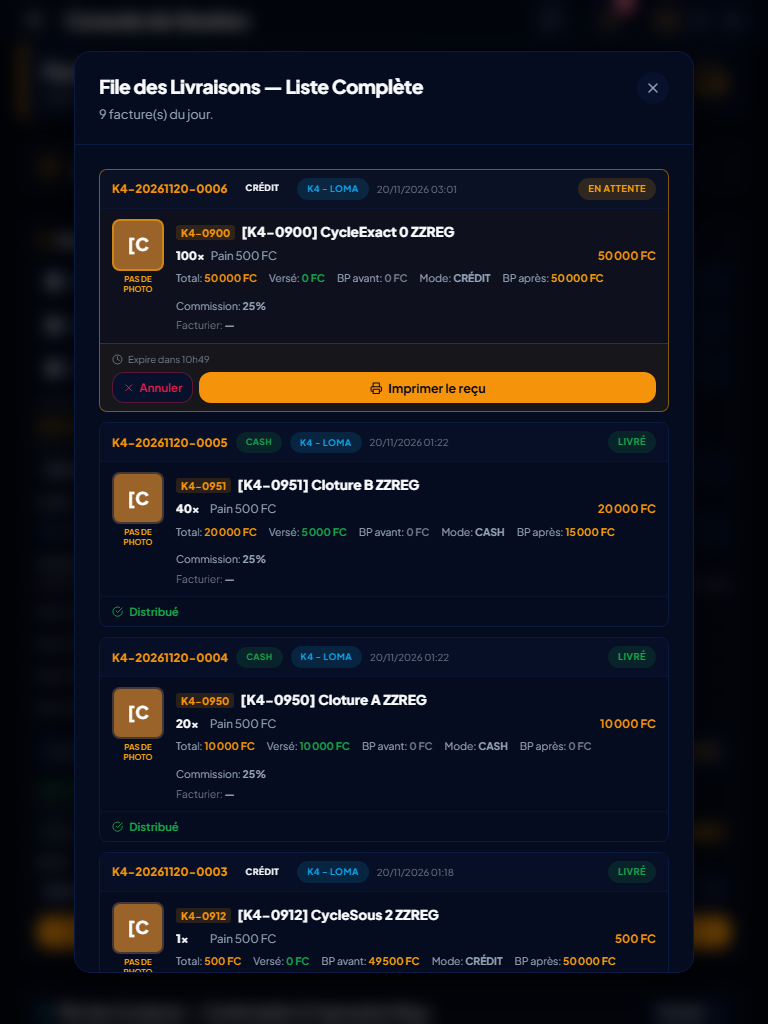 File des Livraisons — Liste Complète
9 facture(s) du jour.
K4-20261120-0006 CRÉDIT K4 - LOMA 20/11/2026 03:01 EN ATTENTE
[C
PAS DE PHOTO
K4-0900 [K4-0900] CycleExact 0 ZZREG
100× Pain 500 FC 50 000 FC
Total: 50 000 FC Versé: 0 FC BP avant: 0 FC Mode: CRÉDIT BP après: 50 000 FC
Commission: 25%
Facturier: —
Expire dans 10h49
Annuler
Imprimer le reçu
K4-20261120-0005 CASH K4 - LOMA 20/11/2026 01:22 LIVRÉ
[C
PAS DE PHOTO
K4-0951 [K4-0951] Cloture B ZZREG
40× Pain 500 FC 20 000 FC
Total: 20 000 FC Versé: 5 000 FC BP avant: 0 FC Mode: CASH BP après: 15 000 FC
Commission: 25%
Facturier: —
Distribué
K4-20261120-0004 CASH K4 - LOMA 20/11/2026 01:22 LIVRÉ
[C
PAS DE PHOTO
K4-0950 [K4-0950] Cloture A ZZREG
20× Pain 500 FC 10 000 FC
Total: 10 000 FC Versé: 10 000 FC BP avant: 0 FC Mode: CASH BP après: 0 FC
Commission: 25%
Facturier: —
Distribué
K4-20261120-0003 CRÉDIT K4 - LOMA 20/11/2026 01:18 LIVRÉ
[C
PAS DE PHOTO
K4-0912 [K4-0912] CycleSous 2 ZZREG
1× Pain 500 FC 500 FC
Total: 500 FC Versé: 0 FC BP avant: 49 500 FC Mode: CRÉDIT BP après: 50 000 FC